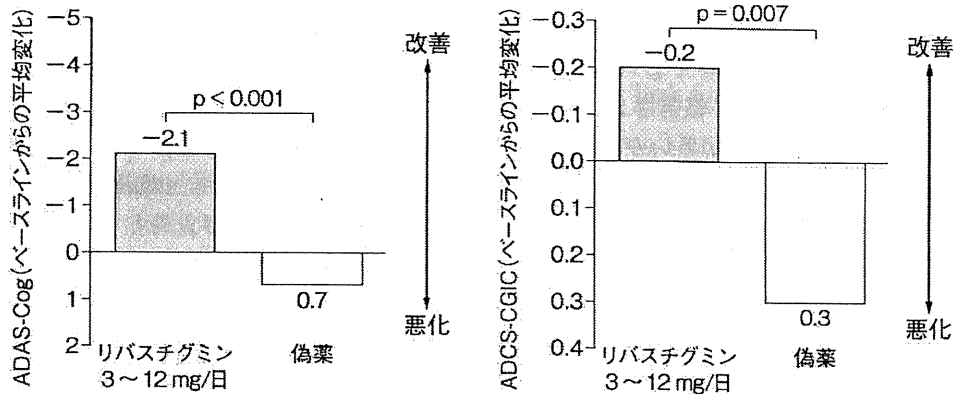 ADAS-Cog(ベースラインからの平均変化)
−5
−4
−3
−2
−1
0
1
2
p＜0.001
−2.1
0.7
改善
悪化
リバスチグミン
3～12 mg/日
偽薬
ADCS-CGIC(ベースラインからの平均変化)
−0.3
−0.2
−0.1
0.0
0.1
0.2
0.3
0.4
p＝0.007
−0.2
0.3
改善
悪化
リバスチグミン
3～12 mg/日
偽薬